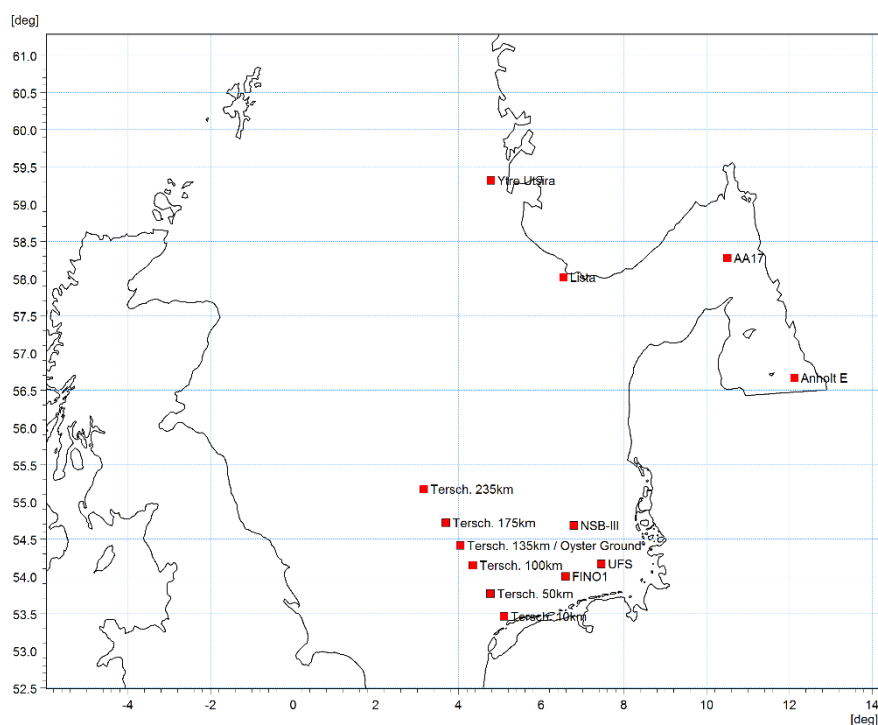 [deg]
61.0
60.5
60.0
59.5
Ytre Utsira
59.0
58.5
AA17
58.0
Lista
57.5
57.0
Anholt E
56.5
56.0
55.5
Tersch. 235km
55.0
Tersch. 175km
NSB-III
54.5
Tersch. 135km / Oyster Ground
Tersch. 100km
UFS
54.0
FINO1
Tersch. 50km
53.5
Tersch. 10km
53.0
52.5
-4 -2 0 2 4 6 8 10 12 14
[deg]